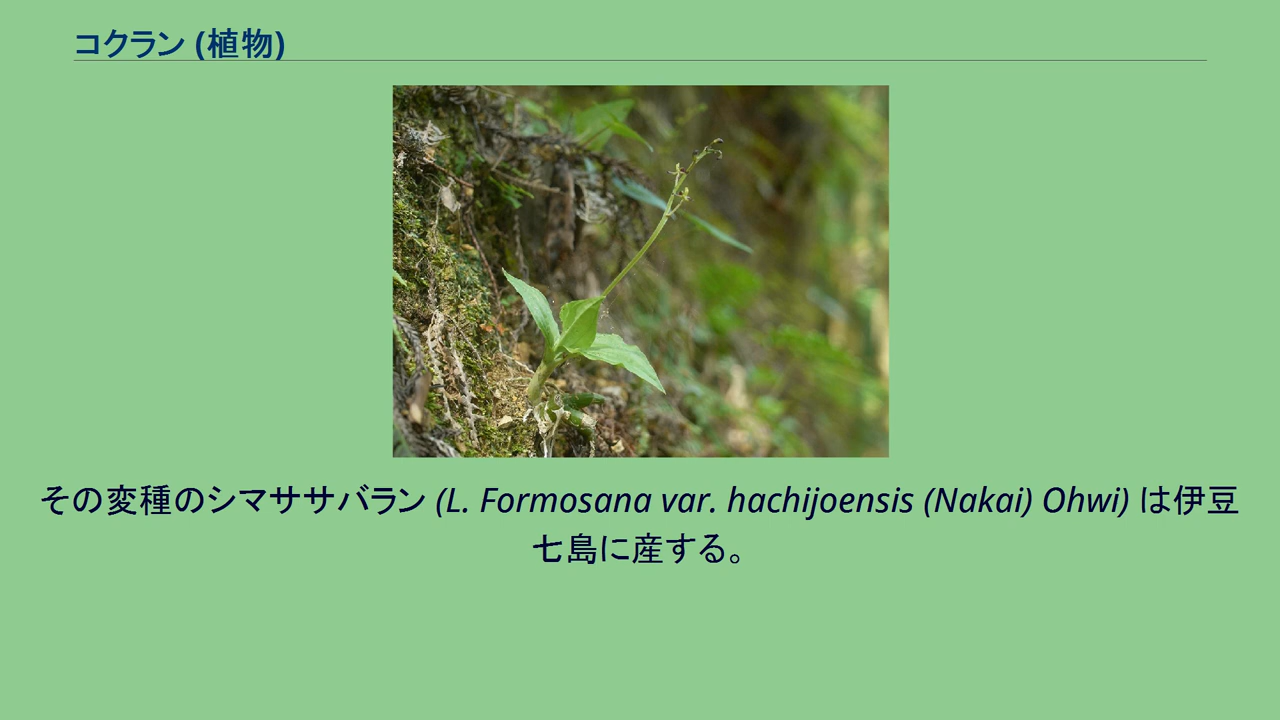 コクラン (植物)
その変種のシマササバラン (L. Formosana var. hachijoensis (Nakai) Ohwi) は伊豆
七島に産する。